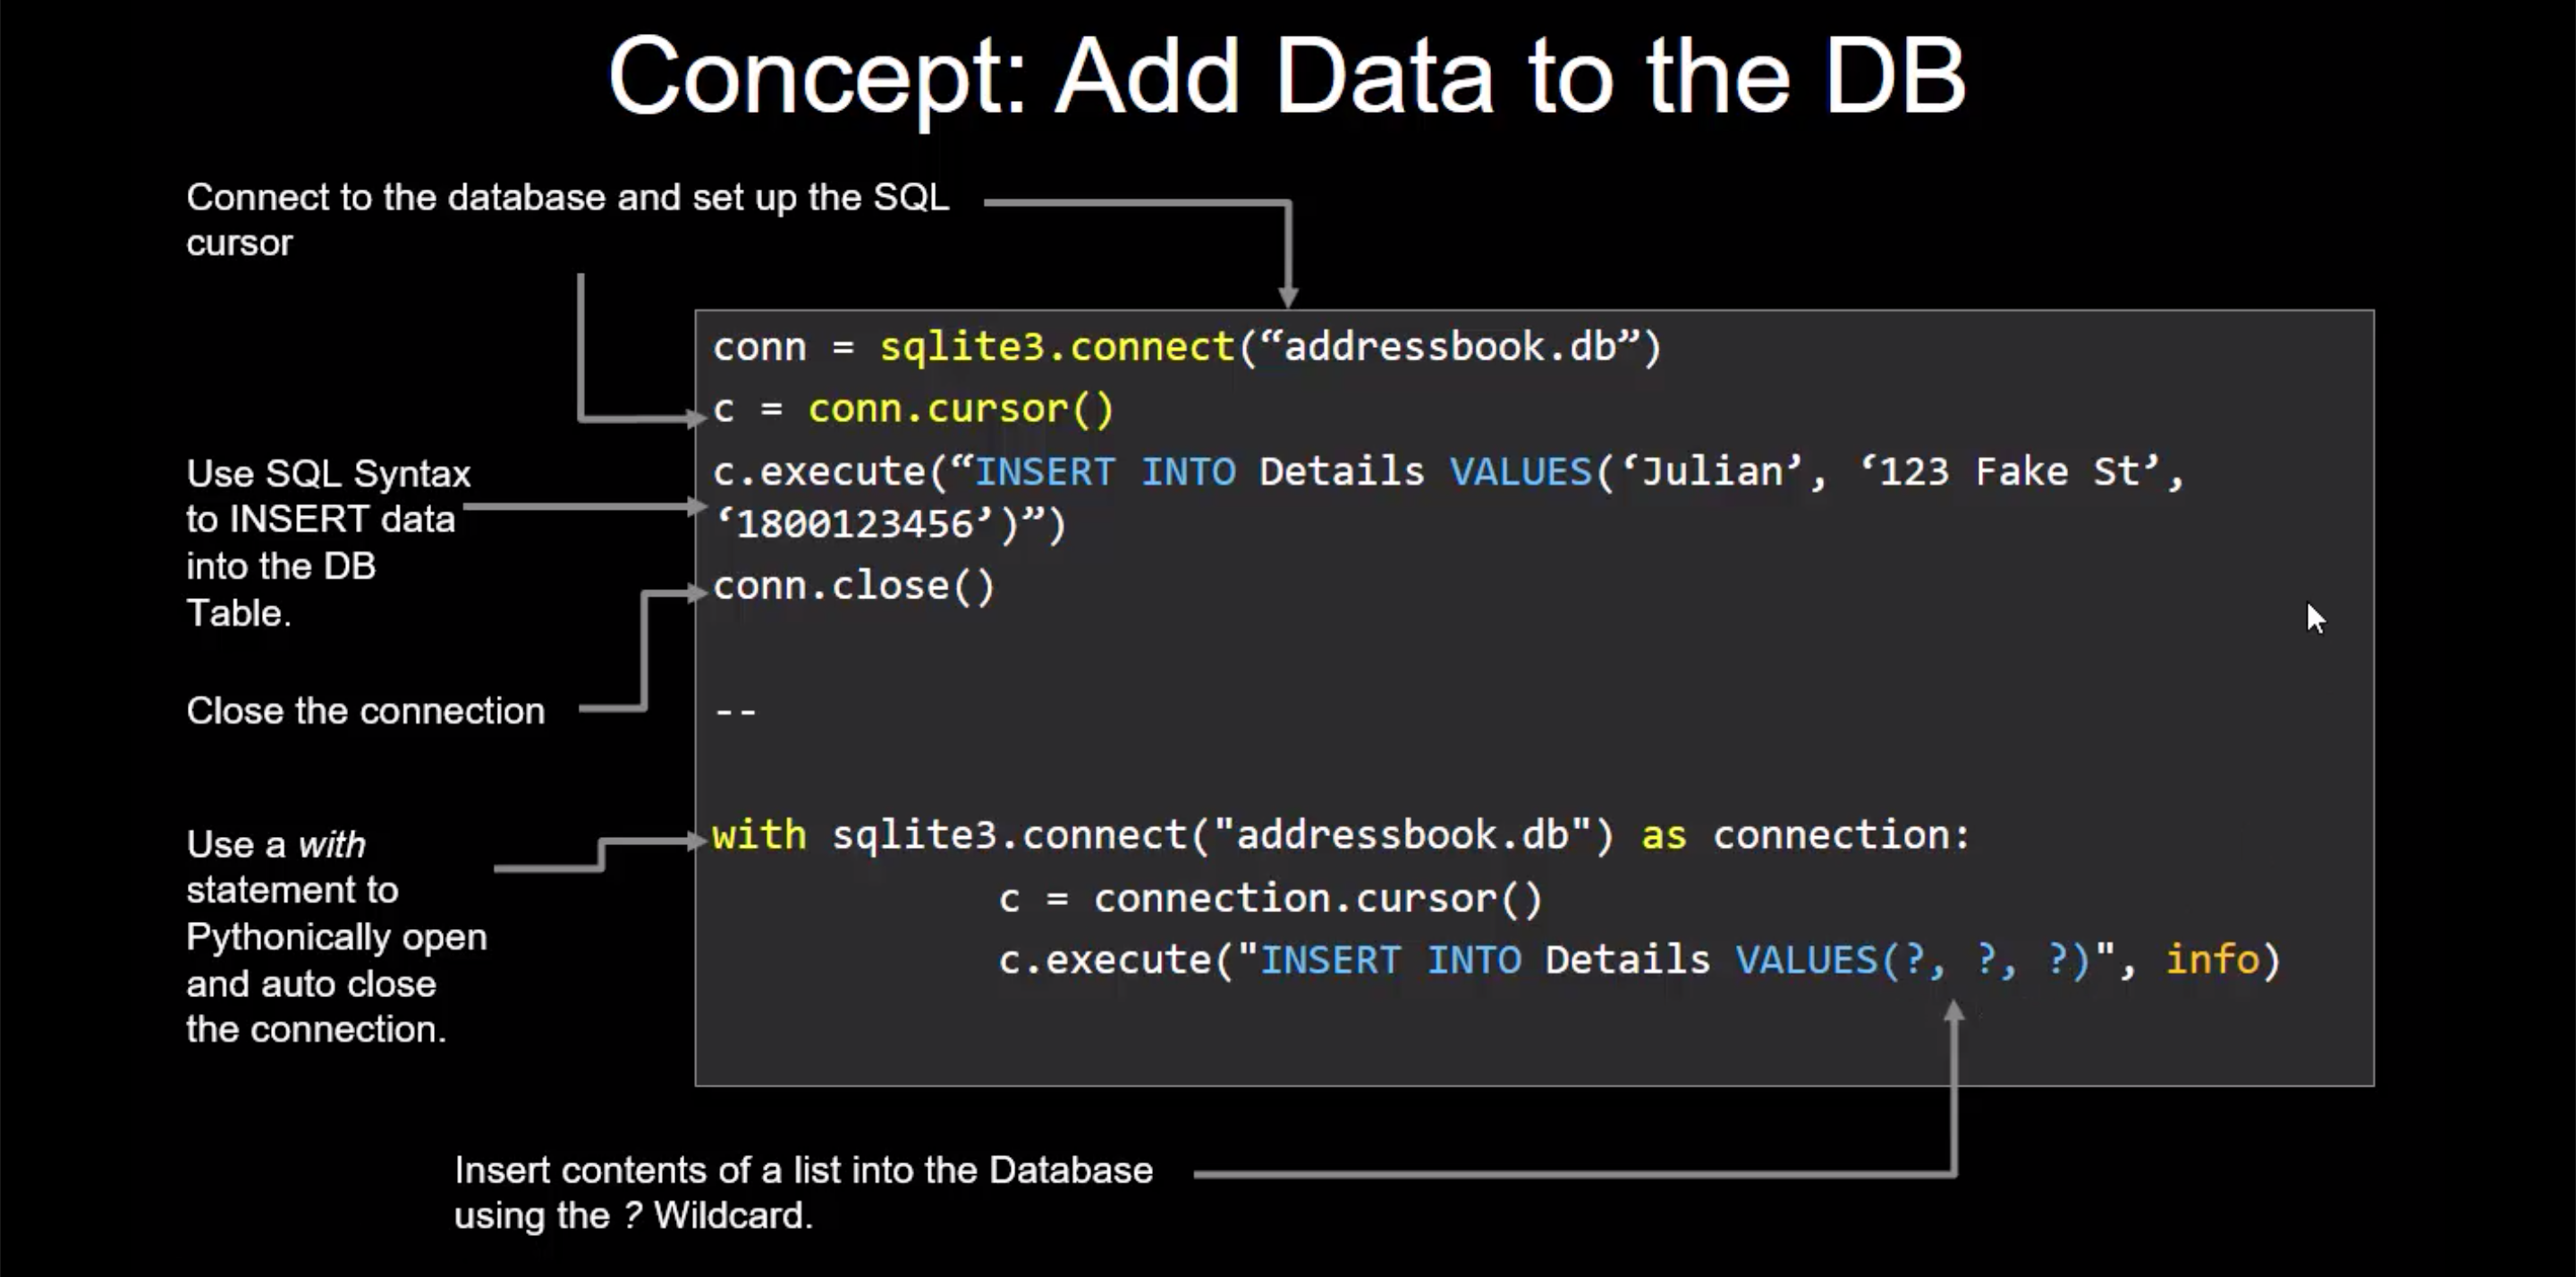 Concept: Add Data to the DB
Connect to the database and set up the SQL
cursor
conn = sqlite3.connect(“addressbook.db”)
c = conn.cursor()
c.execute(“INSERT INTO Details VALUES(‘Julian’, ‘123 Fake St’,
‘1800123456’)”)
conn.close()
Use SQL Syntax
to INSERT data
into the DB
Table.
Close the connection
--
Use a with
statement to
Pythonically open
and auto close
the connection.
with sqlite3.connect("addressbook.db") as connection:
c = connection.cursor()
c.execute("INSERT INTO Details VALUES(?, ?, ?)", info)
Insert contents of a list into the Database
using the ? Wildcard.